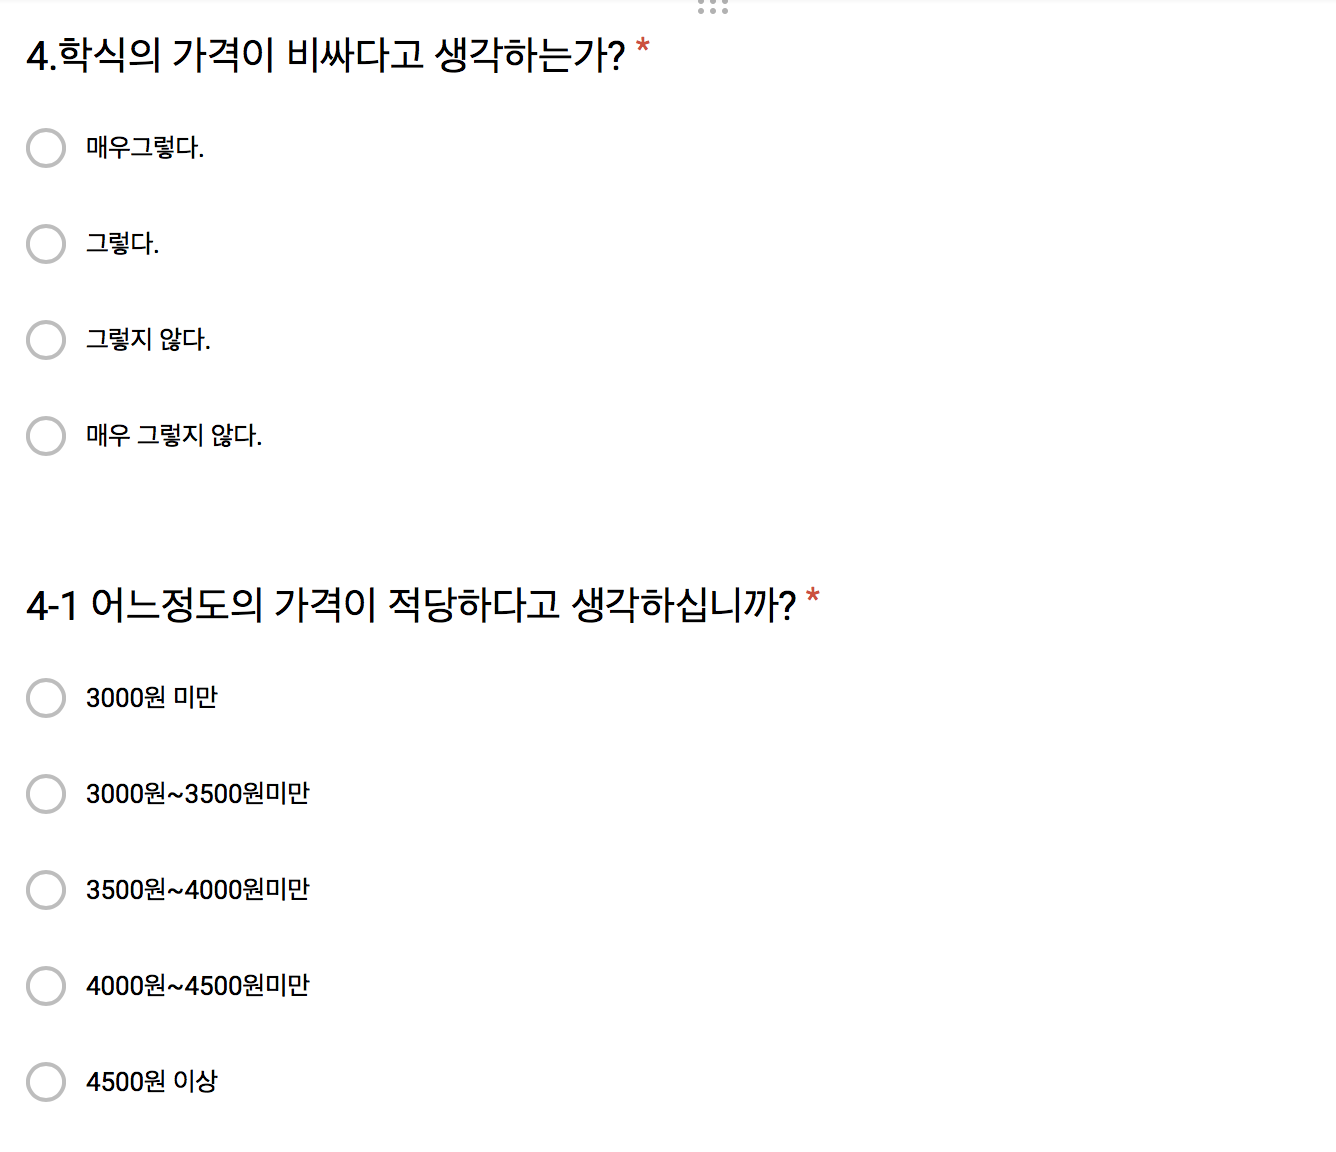 4.학식의 가격이 비싸다고 생각하는가? *
매우그렇다.
그렇다.
그렇지 않다.
매우 그렇지 않다.
4-1 어느정도의 가격이 적당하다고 생각하십니까? *
3000원 미만
3000원~3500원미만
3500원~4000원미만
4000원~4500원미만
4500원 이상